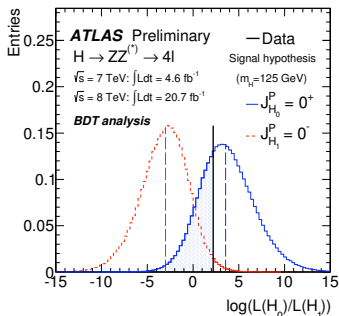 Entries
0.25
0.2
0.15
0.1
0.05
0
ATLAS Preliminary
H → ZZ(*) → 4l
√s = 7 TeV: ∫Ldt = 4.6 fb-1
√s = 8 TeV: ∫Ldt = 20.7 fb-1
BDT analysis
Data
Signal hypothesis
(mH=125 GeV)
JPH0 = 0+
JPH1 = 0-
-15 -10 -5 0 5 10 15
log(L(H0)/L(H1))